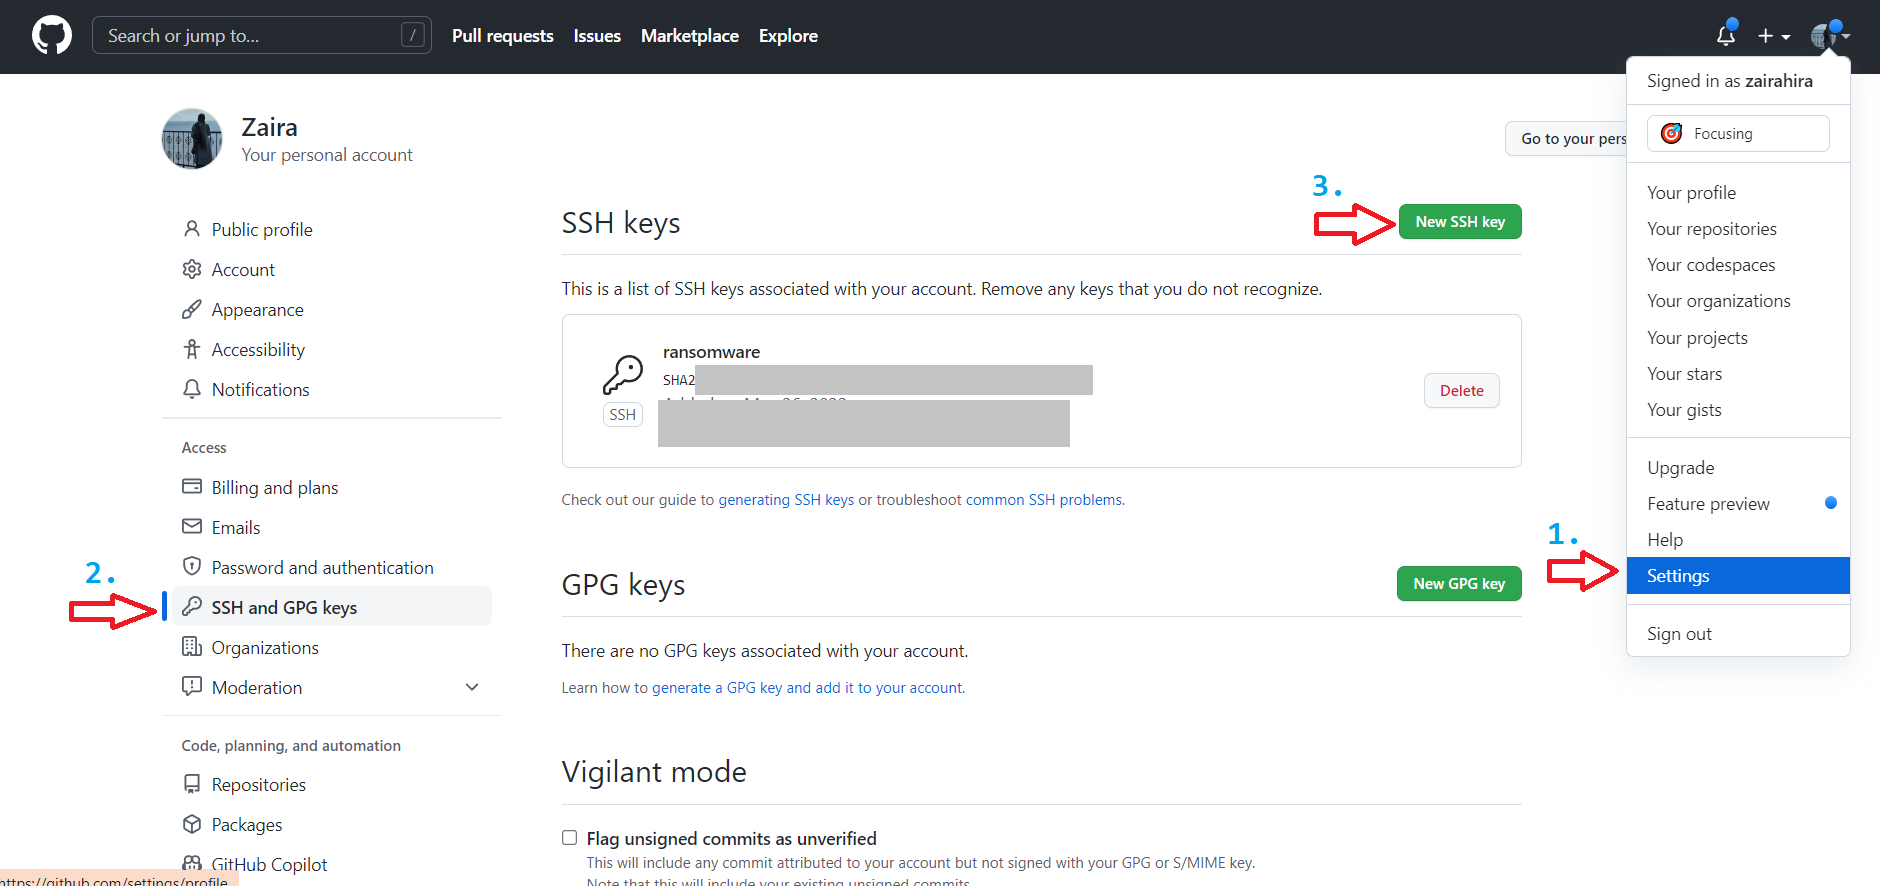 Search or jump to...
/
Pull requests
Issues
Marketplace
Explore
Signed in as zairahira
Focusing
Your profile
Your repositories
Your codespaces
Your organizations
Your projects
Your stars
Your gists
Upgrade
Feature preview
Help
1.
Settings
Sign out
Zaira
Your personal account
Go to your pers
Public profile
Account
Appearance
Accessibility
Notifications
Access
Billing and plans
Emails
Password and authentication
2.
SSH and GPG keys
Organizations
Moderation
Code, planning, and automation
Repositories
Packages
GitHub Copilot
https://github.com/settings/profile
SSH keys
3.
New SSH key
This is a list of SSH keys associated with your account. Remove any keys that you do not recognize.
ransomware
SHA2
SSH
Delete
Check out our guide to generating SSH keys or troubleshoot common SSH problems.
GPG keys
New GPG key
There are no GPG keys associated with your account.
Learn how to generate a GPG key and add it to your account.
Vigilant mode
Flag unsigned commits as unverified
This will include any commit attributed to your account but not signed with your GPG or S/MIME key.
Note that this will include your existing unsigned commits.